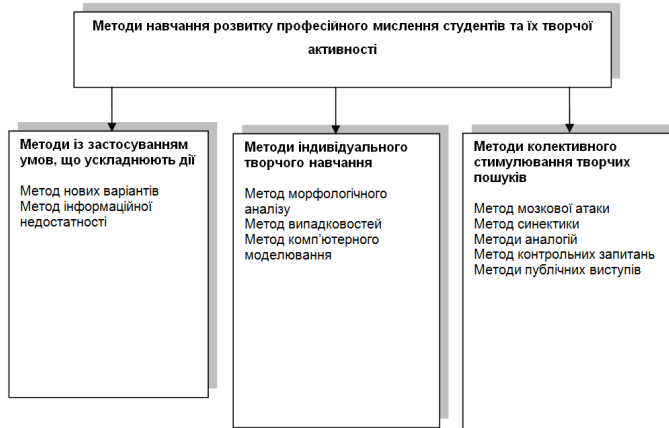 Методи навчання розвитку професійного мислення студентів та їх творчої
активності
Методи із застосуванням
умов, що ускладнюють дії
Метод нових варіантів
Метод інформаційної
недостатності
Методи індивідуального
творчого навчання
Метод морфологічного
аналізу
Метод випадковостей
Метод комп'ютерного
моделювання
Методи колективного
стимулювання творчих
пошуків
Метод мозкової атаки
Метод синектики
Методи аналогій
Метод контрольних запитань
Методи публічних виступів